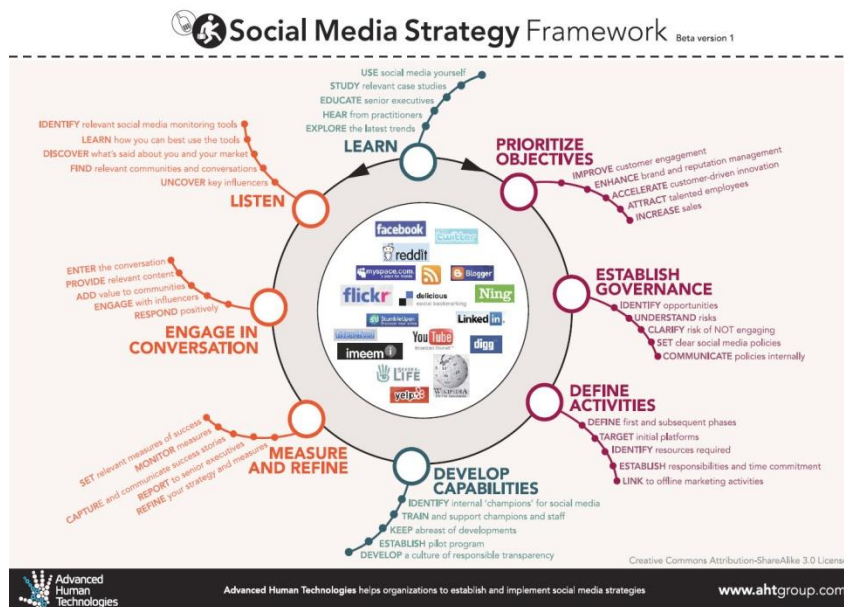 Social Media Strategy Framework Beta version 1
USE social media yourself
STUDY relevant case studies
EDUCATE senior executives
HEAR from practitioners
EXPLORE the latest trends
LEARN
PRIORITIZE
OBJECTIVES
IMPROVE customer engagement
ENHANCE brand and reputation management
ACCELERATE customer-driven innovation
ATTRACT talented employees
INCREASE sales
ESTABLISH
GOVERNANCE
IDENTIFY opportunities
UNDERSTAND risks
CLARIFY risk of NOT engaging
SET clear social media policies
COMMUNICATE policies internally
DEFINE
ACTIVITIES
DEFINE first and subsequent phases
TARGET initial platforms
IDENTIFY resources required
ESTABLISH responsibilities and time commitment
LINK to offline marketing activities
DEVELOP
CAPABILITIES
IDENTIFY internal 'champions' for social media
TRAIN and support champions and staff
KEEP abreast of developments
ESTABLISH pilot program
DEVELOP a culture of responsible transparency
MEASURE
AND REFINE
SET relevant measures of success
MONITOR measures
CAPTURE and communicate success stories
REPORT to senior executives
REFINE your strategy and measures
ENGAGE IN
CONVERSATION
ENTER the conversation
PROVIDE relevant content
ADD value to communities
ENGAGE with influencers
RESPOND positively
LISTEN
IDENTIFY relevant social media monitoring tools
LEARN how you can best use the tools
DISCOVER what's said about you and your market
FIND relevant communities and conversations
UNCOVER key influencers
facebook
twitter
reddit
myspace.com
Blogger
flickr
delicious
social bookmarking
Ning
StumbleUpon
Linked in
You Tube
digg
imeem
LIFE
WIKIPEDIA
yelp
Creative Commons Attribution-ShareAlike 3.0 License
Advanced
Human
Technologies
Advanced Human Technologies helps organizations to establish and implement social media strategies
www.ahtgroup.com